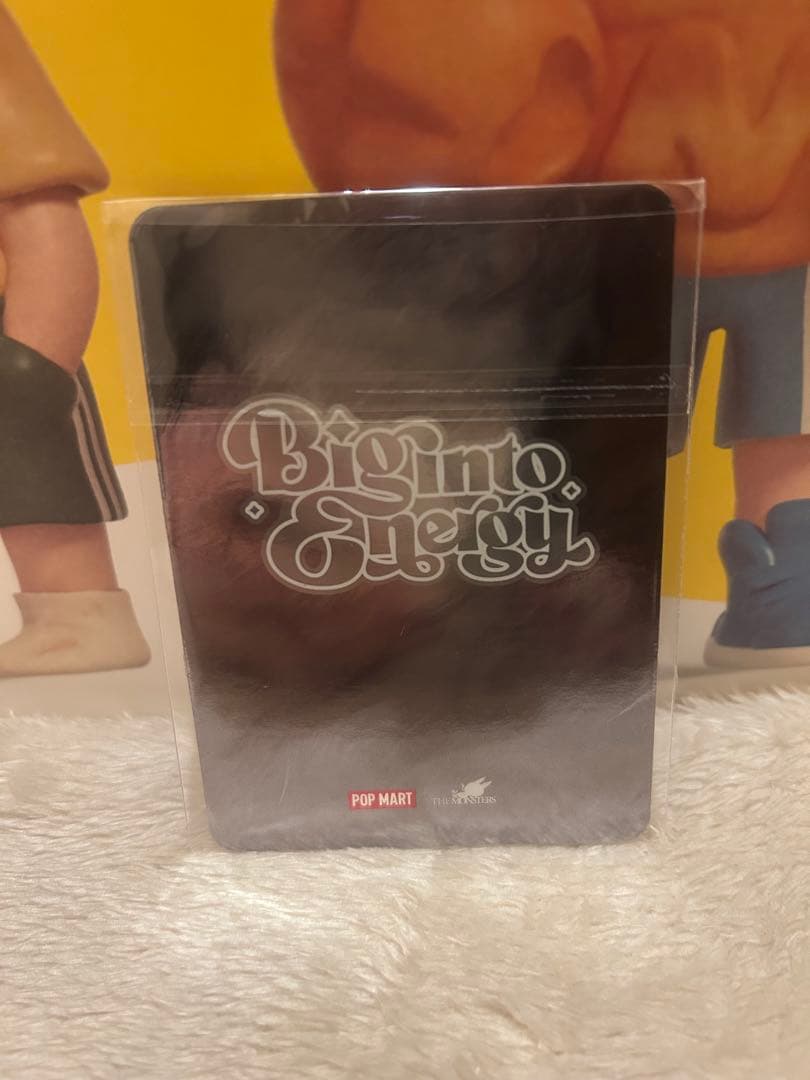 Big into
Energy
POP MART
THE MONSTERS